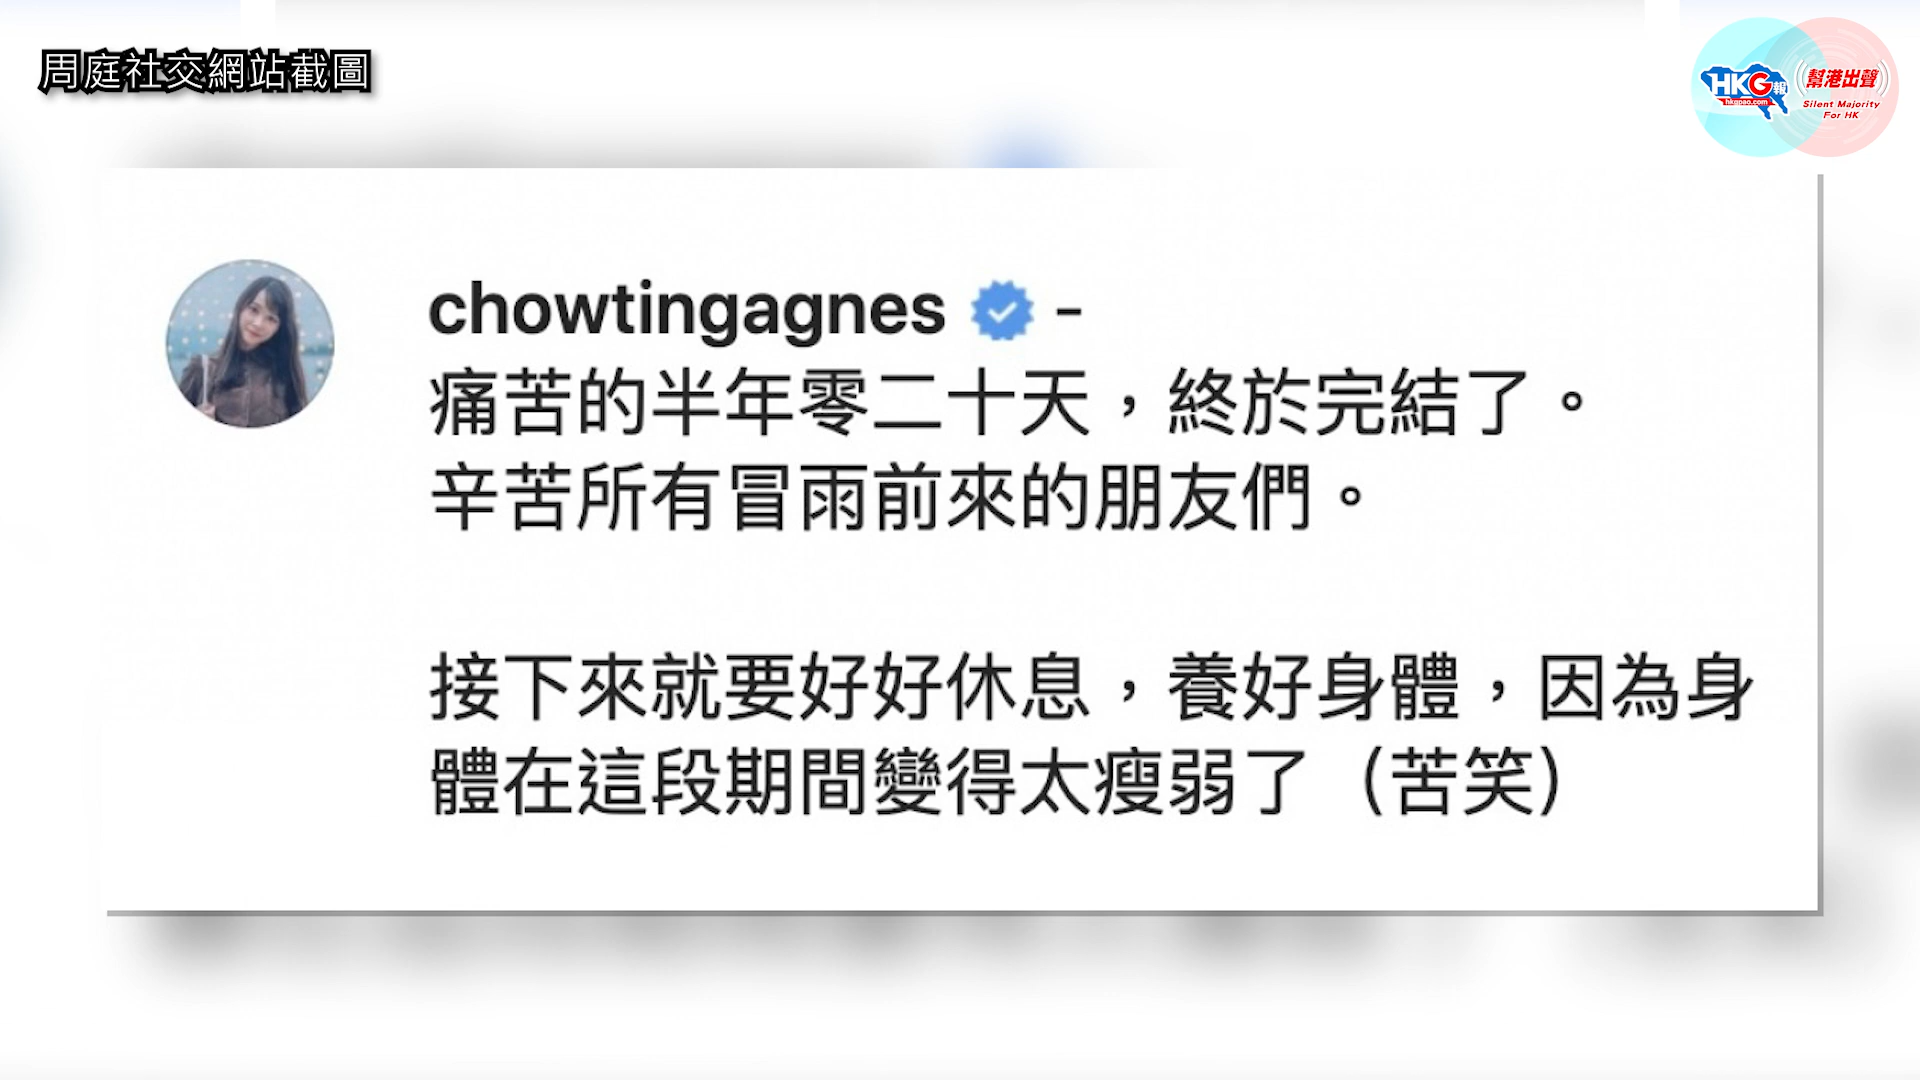 周庭社交網站截圖
HKG報
hkgpao.com
幫港出聲
Silent Majority
For HK
chowtingagnes –
痛苦的半年零二十天，終於完結了。
辛苦所有冒雨前來的朋友們。
接下來就要好好休息，養好身體，因為身
體在這段期間變得太瘦弱了（苦笑）